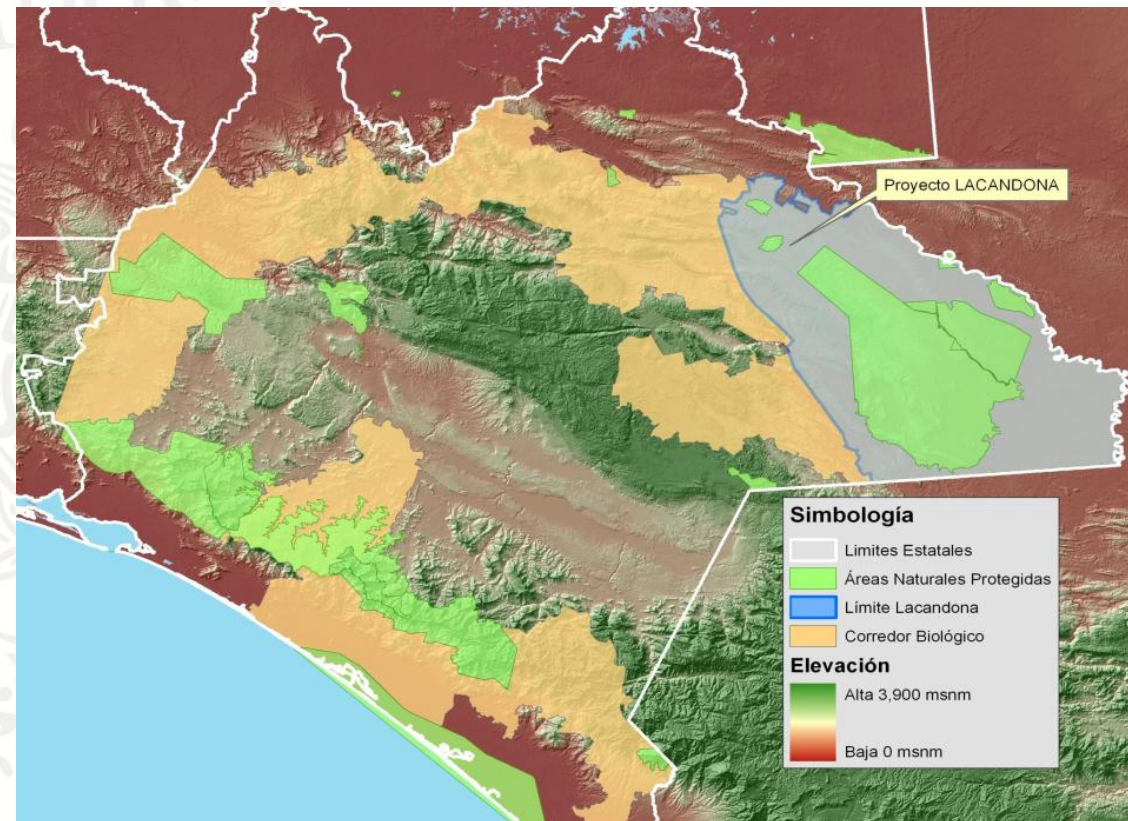 Proyecto LACANDONA
Simbología
Limites Estatales
Áreas Naturales Protegidas
Límite Lacandona
Corredor Biológico
Elevación
Alta 3,900 msnm
Baja 0 msnm